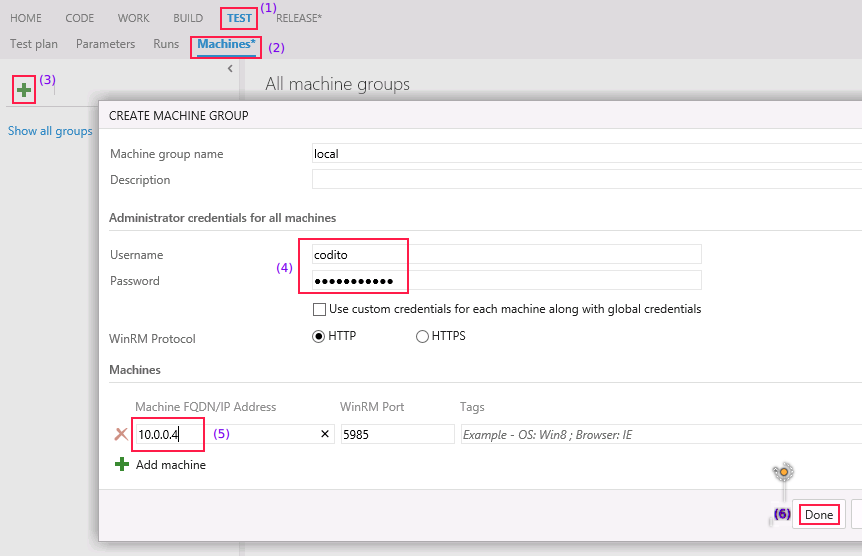 HOME CODE WORK BUILD TEST (1) RELEASE*
Test plan Parameters Runs Machines* (2)
<
(3)
All machine groups
Show all groups
CREATE MACHINE GROUP
Machine group name local
Description
Administrator credentials for all machines
Username codito
(4)
Password ●●●●●●●●●●●
Use custom credentials for each machine along with global credentials
WinRM Protocol HTTP HTTPS
Machines
Machine FQDN/IP Address WinRM Port Tags
10.0.0.4 (5) × 5985 Example - OS: Win8 ; Browser: IE
Add machine
(6) Done